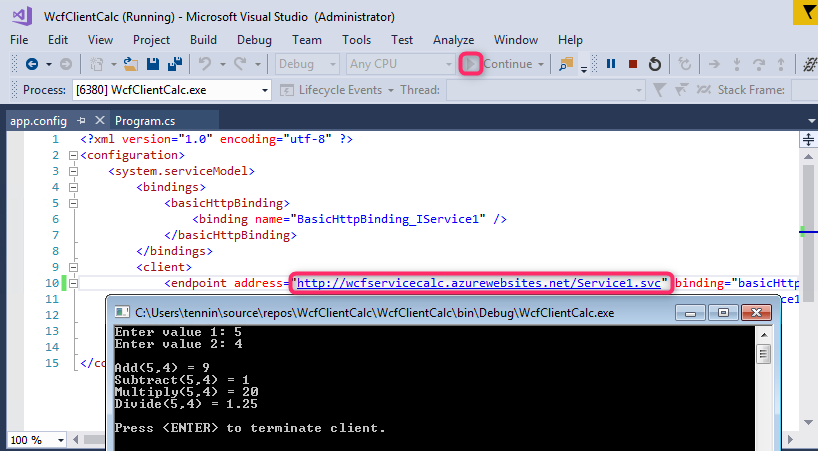 WcfClientCalc (Running) - Microsoft Visual Studio (Administrator)
File Edit View Project Build Debug Team Tools Test Analyze Window Help
Debug Any CPU Continue
Process: [6380] WcfClientCalc.exe Lifecycle Events Thread: Stack Frame:
app.config Program.cs
1 <?xml version="1.0" encoding="utf-8" ?>
2 <configuration>
3 <system.serviceModel>
4 <bindings>
5 <basicHttpBinding>
6 <binding name="BasicHttpBinding_IService1" />
7 </basicHttpBinding>
8 </bindings>
9 <client>
10 <endpoint address="http://wcfservicecalc.azurewebsites.net/Service1.svc" binding="basicHttp
11
12
13
14
15 </co
C:\Users\tennin\source\repos\WcfClientCalc\WcfClientCalc\bin\Debug\WcfClientCalc.exe
Enter value 1: 5
Enter value 2: 4
Add(5,4) = 9
Subtract(5,4) = 1
Multiply(5,4) = 20
Divide(5,4) = 1.25
Press <ENTER> to terminate client.
100 %